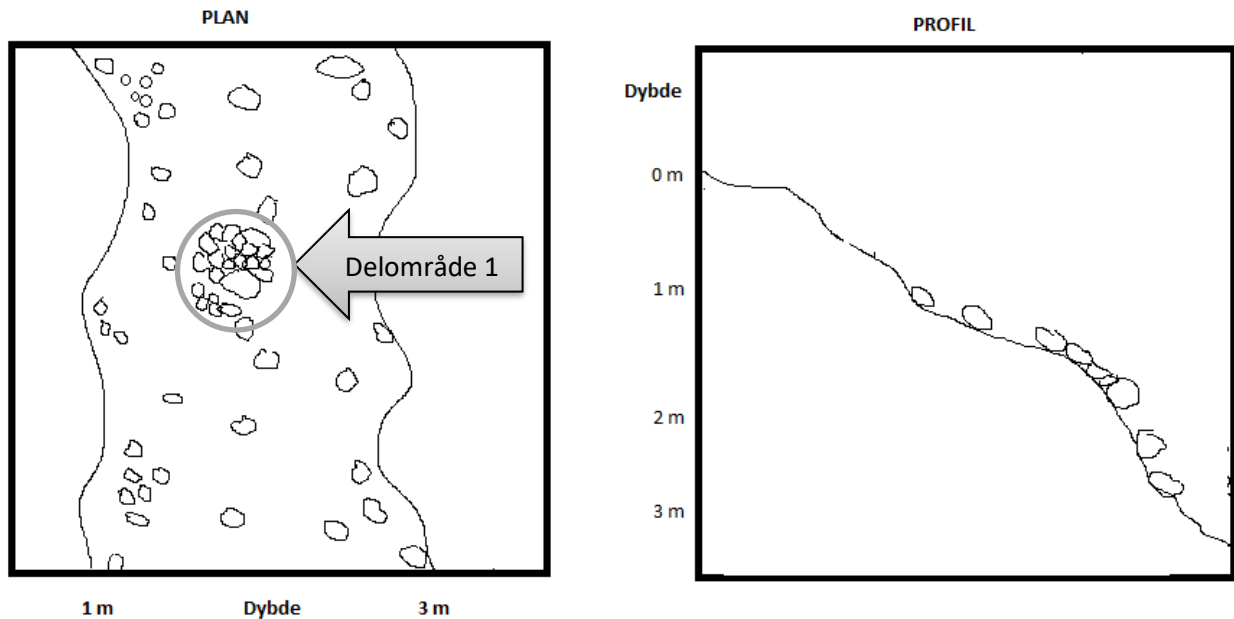 PLAN
Delområde 1
1 m
Dybde
3 m
PROFIL
Dybde
0 m
1 m
2 m
3 m